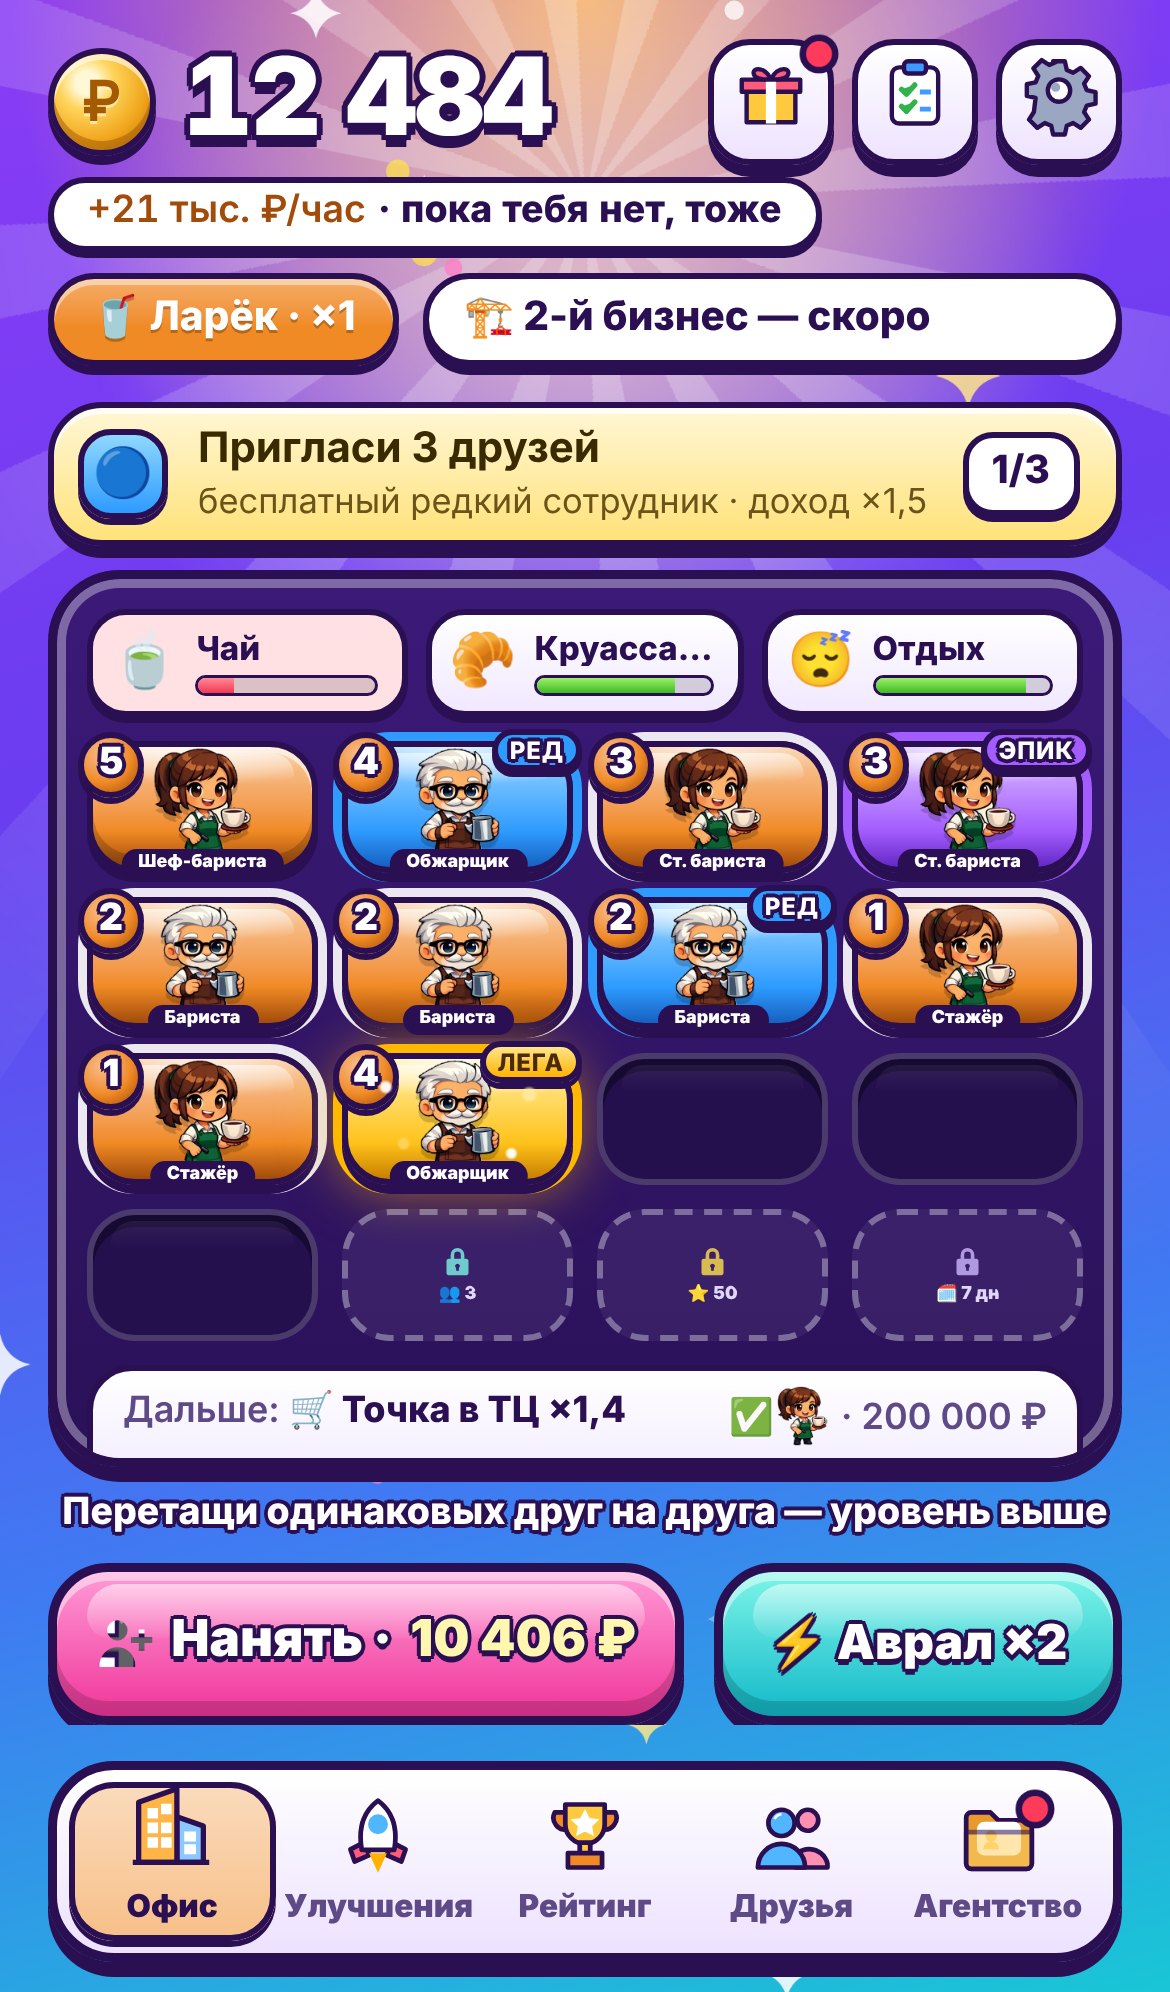 ₽ 12 484
+21 тыс. ₽/час · пока тебя нет, тоже
Ларёк · ×1
2-й бизнес — скоро
Пригласи 3 друзей
бесплатный редкий сотрудник · доход ×1,5
1/3
Чай
Круасса...
Отдых
5 Шеф-бариста
4 РЕД Обжарщик
3 Ст. бариста
3 ЭПИК Ст. бариста
2 Бариста
2 Бариста
2 РЕД Бариста
1 Стажёр
1 Стажёр
4 ЛЕГА Обжарщик
3
50
7 дн
Дальше: Точка в ТЦ ×1,4
· 200 000 ₽
Перетащи одинаковых друг на друга — уровень выше
Нанять · 10 406 ₽
Аврал ×2
Офис
Улучшения
Рейтинг
Друзья
Агентство